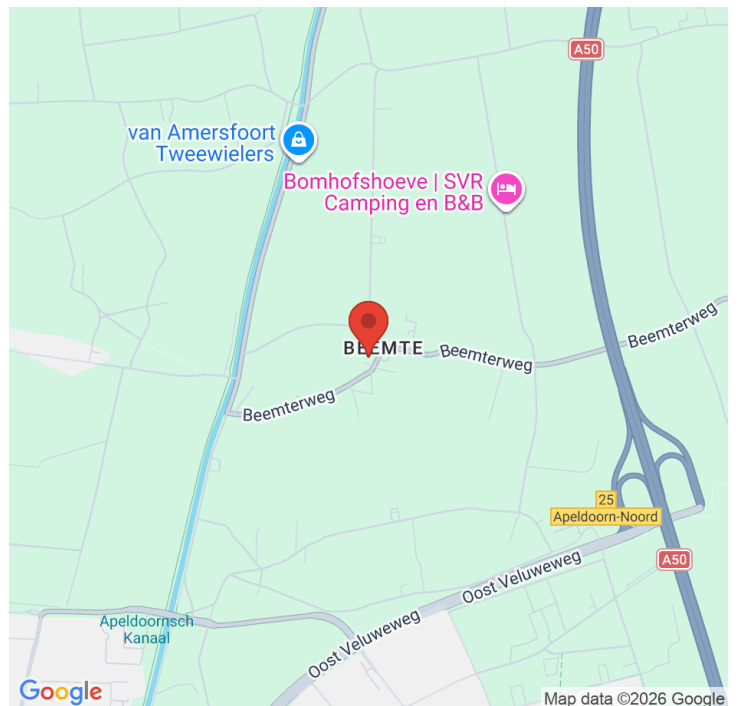 A50
van Amersfoort
Tweewielers
Bomhofshoeve | SVR
Camping en B&B
Beemterweg
BEEMTE
Beemterweg
Beemterweg
25
Apeldoorn-Noord
A50
Oost Veluweweg
Apeldoornsch
Kanaal
Oost Veluweweg
Google
Map data ©2026 Google